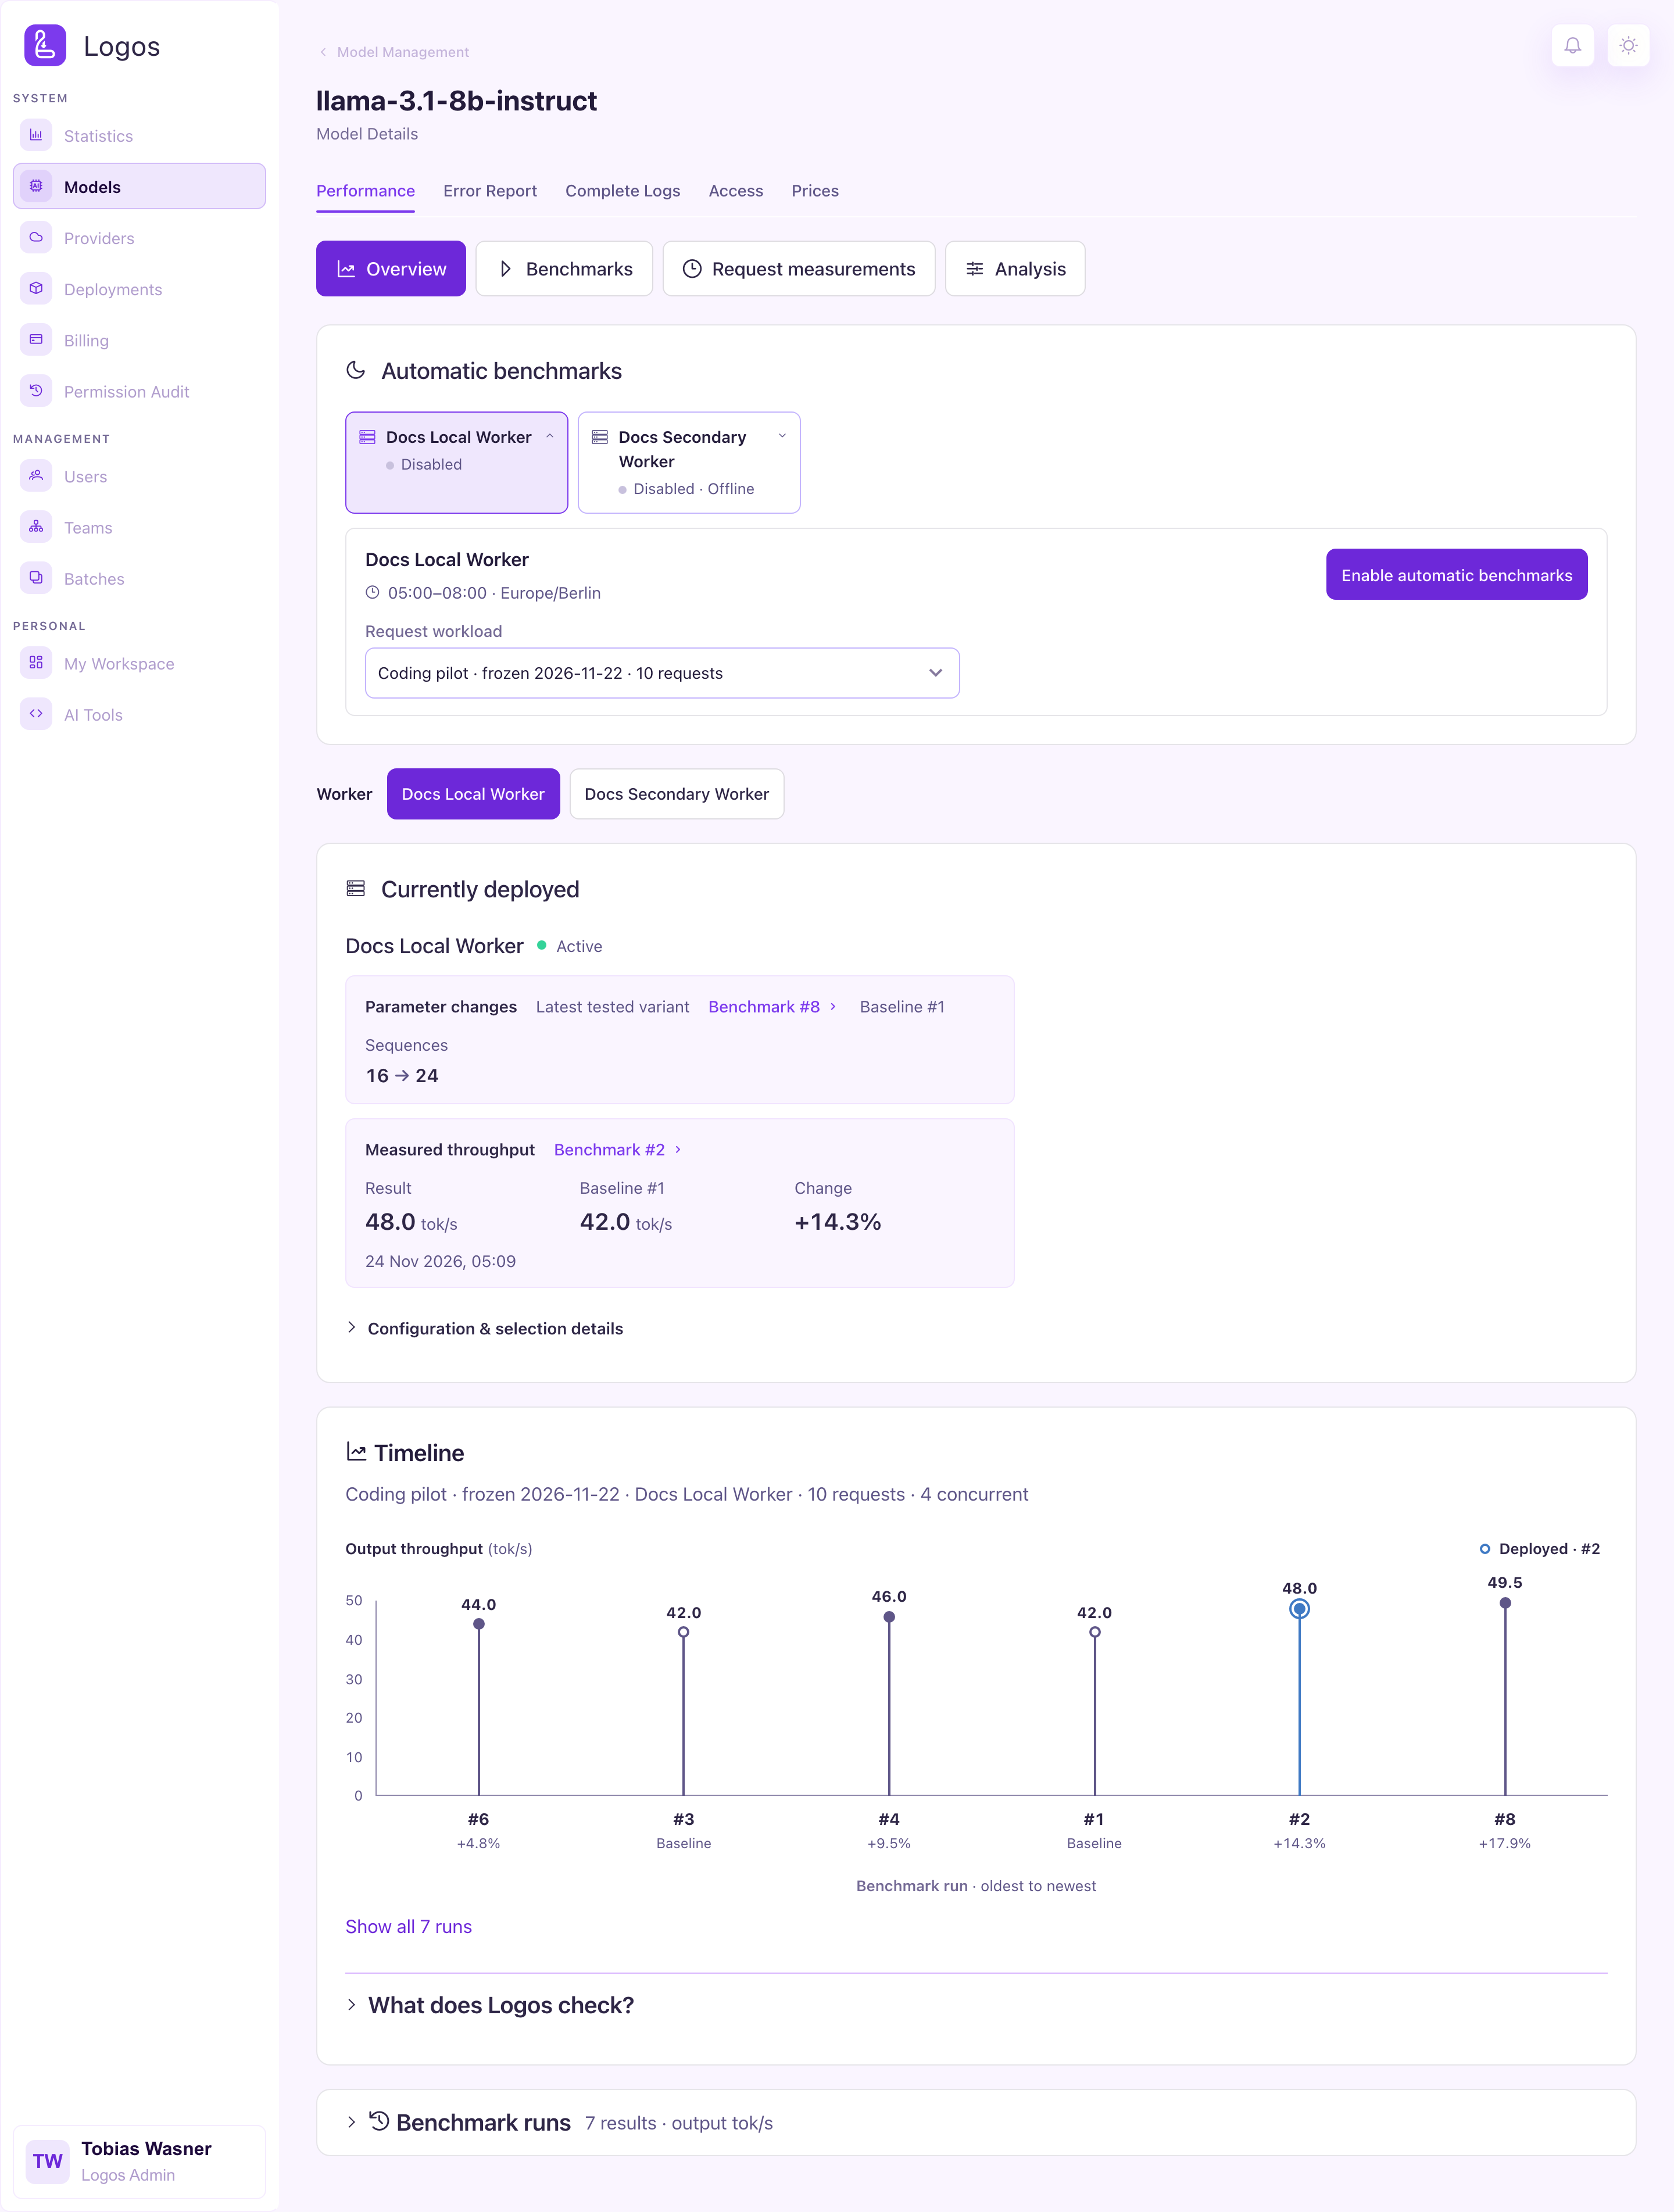 Logos
SYSTEM
Statistics
Models
Providers
Deployments
Billing
Permission Audit
MANAGEMENT
Users
Teams
Batches
PERSONAL
My Workspace
AI Tools
TW
Tobias Wasner
Logos Admin
Model Management
llama-3.1-8b-instruct
Model Details
Performance Error Report Complete Logs Access Prices
Overview Benchmarks Request measurements Analysis
Automatic benchmarks
Docs Local Worker
Disabled
Docs Secondary
Worker
Disabled · Offline
Docs Local Worker
05:00–08:00 · Europe/Berlin
Enable automatic benchmarks
Request workload
Coding pilot · frozen 2026-11-22 · 10 requests
Worker Docs Local Worker Docs Secondary Worker
Currently deployed
Docs Local Worker Active
Parameter changes Latest tested variant Benchmark #8 Baseline #1
Sequences
16 → 24
Measured throughput Benchmark #2
Result Baseline #1 Change
48.0 tok/s 42.0 tok/s +14.3%
24 Nov 2026, 05:09
Configuration & selection details
Timeline
Coding pilot · frozen 2026-11-22 · Docs Local Worker · 10 requests · 4 concurrent
Output throughput (tok/s) Deployed · #2
50
40
30
20
10
0
44.0 42.0 46.0 42.0 48.0 49.5
#6 #3 #4 #1 #2 #8
+4.8% Baseline +9.5% Baseline +14.3% +17.9%
Benchmark run · oldest to newest
Show all 7 runs
What does Logos check?
Benchmark runs 7 results · output tok/s